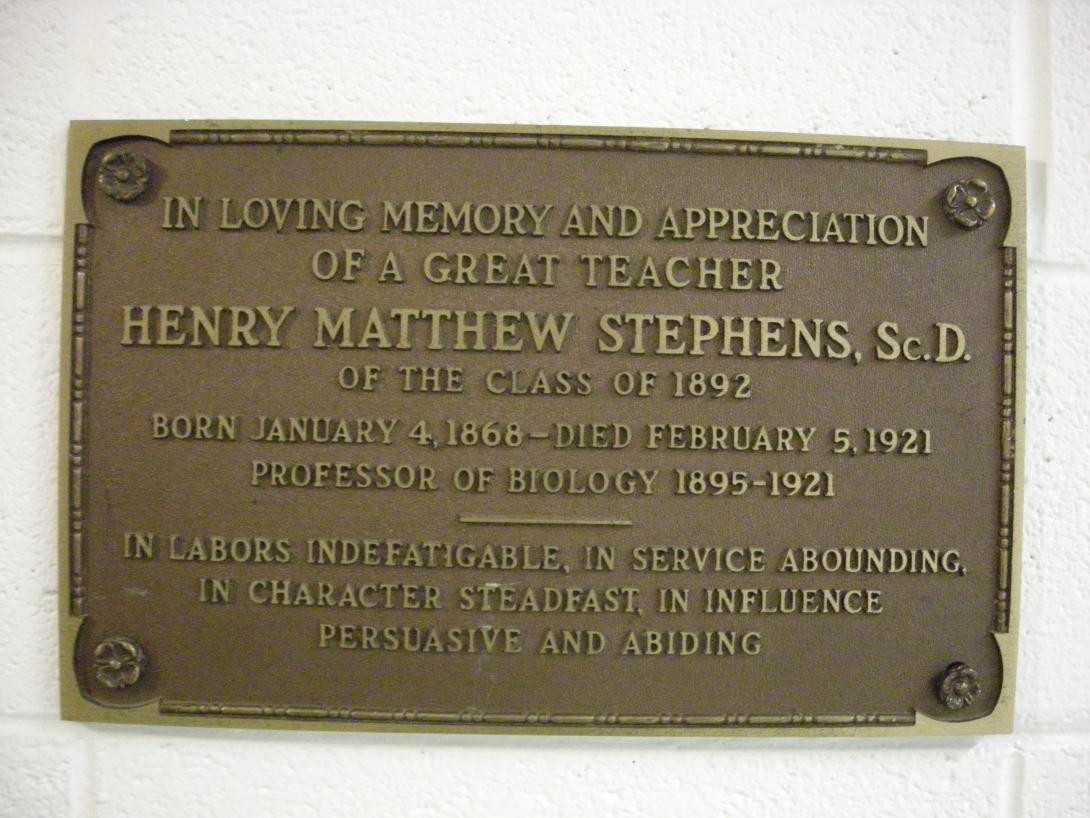 IN LOVING MEMORY AND APPRECIATION
OF A GREAT TEACHER
HENRY MATTHEW STEPHENS, Sc.D.
OF THE CLASS OF 1892
BORN JANUARY 4, 1868–DIED FEBRUARY 5, 1921
PROFESSOR OF BIOLOGY 1895–1921
IN LABORS INDEFATIGABLE, IN SERVICE ABOUNDING,
IN CHARACTER STEADFAST, IN INFLUENCE
PERSUASIVE AND ABIDING